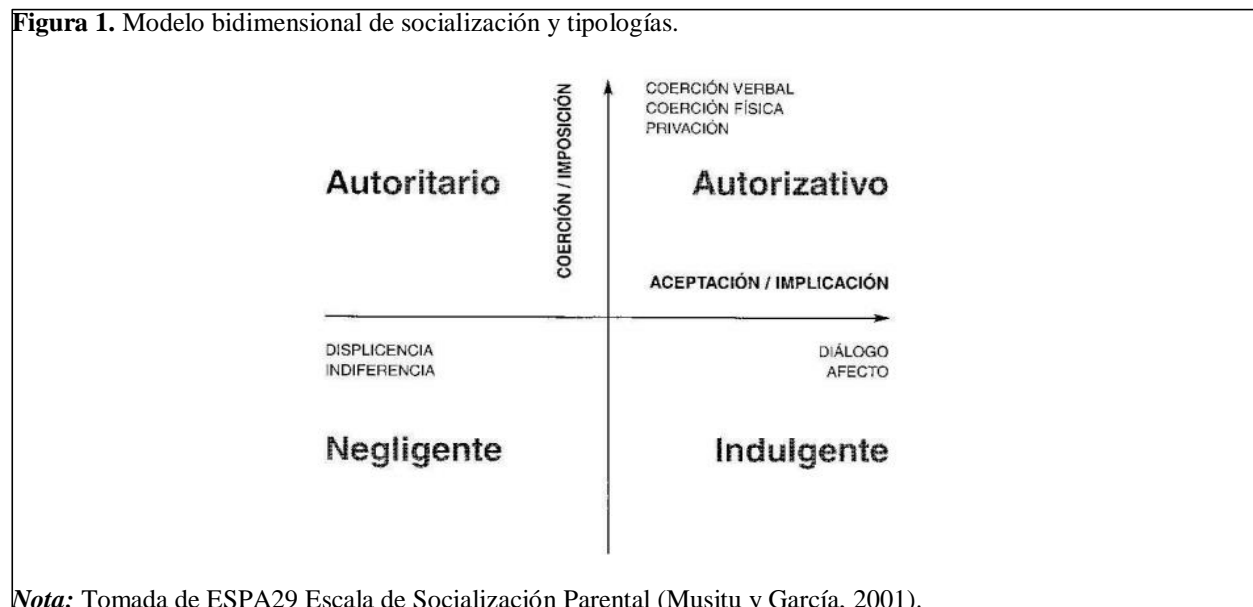 Figura 1. Modelo bidimensional de socialización y tipologías.
COERCIÓN / IMPOSICIÓN
COERCIÓN VERBAL
COERCIÓN FÍSICA
PRIVACIÓN
Autoritario
Autorizativo
ACEPTACIÓN / IMPLICACIÓN
DISPLICENCIA
INDIFERENCIA
DIÁLOGO
AFECTO
Negligente
Indulgente
Nota: Tomada de ESPA29 Escala de Socialización Parental (Musitu y García, 2001).